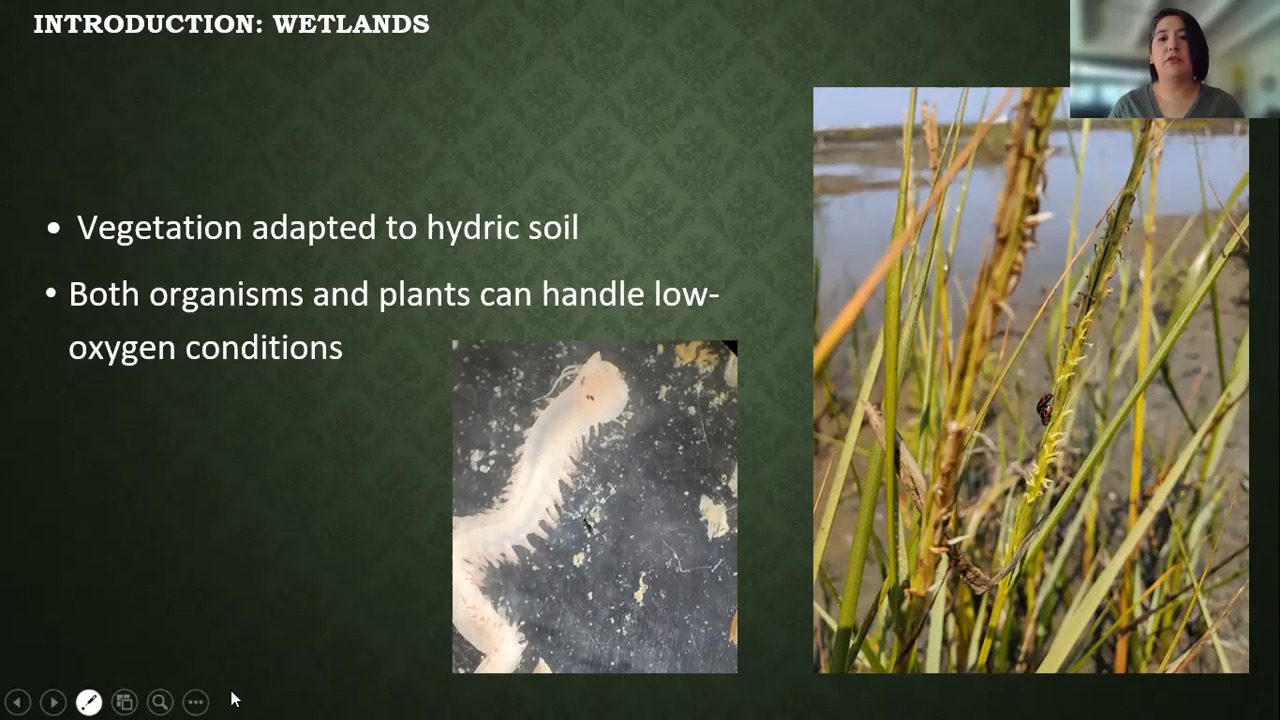 INTRODUCTION: WETLANDS
• Vegetation adapted to hydric soil
• Both organisms and plants can handle low-
oxygen conditions